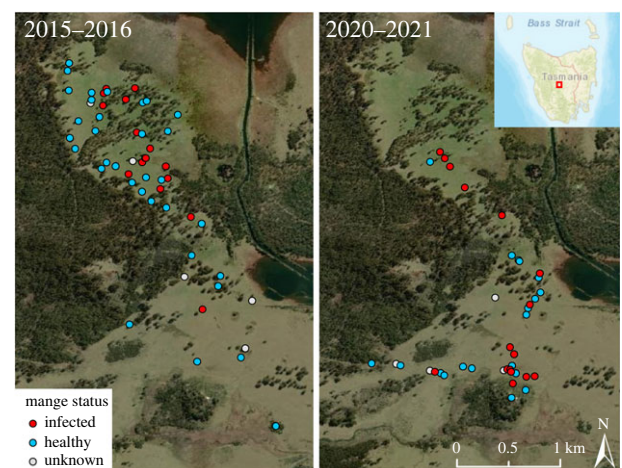 2015–2016
2020–2021
Bass Strait
Tasmania
mange status
infected
healthy
unknown
N
0 0.5 1 km